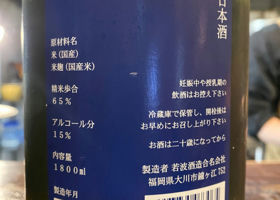 日本酒
原材料名
米(国産)
米麹(国産米)
精米歩合
65%
アルコール分
15%
内容量
1800ml
製造年月
妊娠中や授乳期の
飲酒はお控え下さい
冷蔵庫で保管し、開栓後は
お早めにお召し上がり下さい
お酒は二十歳になってから
製造者 若波酒造合名会社
福岡県大川市鐘ヶ江752